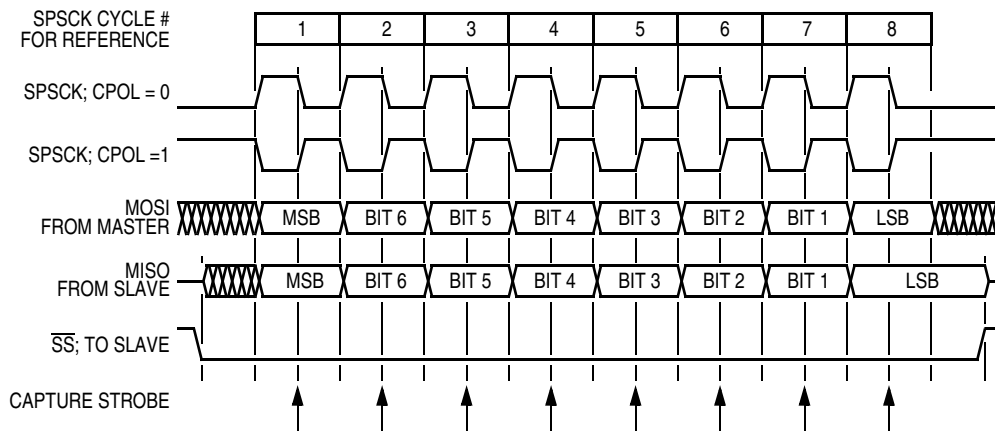 SPSCK CYCLE #
FOR REFERENCE
1 2 3 4 5 6 7 8
SPSCK; CPOL = 0
SPSCK; CPOL =1
MOSI
FROM MASTER
MSB BIT 6 BIT 5 BIT 4 BIT 3 BIT 2 BIT 1 LSB
MISO
FROM SLAVE
MSB BIT 6 BIT 5 BIT 4 BIT 3 BIT 2 BIT 1 LSB
SS; TO SLAVE
CAPTURE STROBE